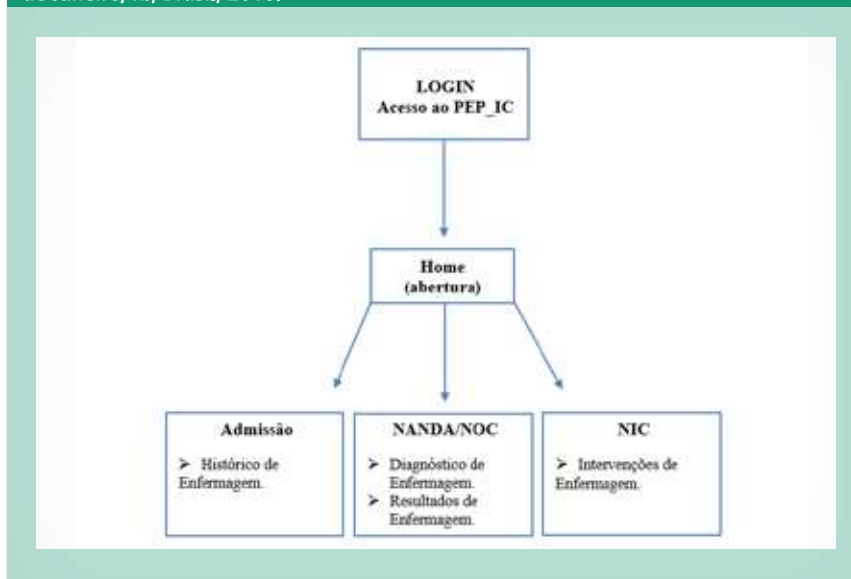 LOGIN
Acesso ao PEP_IC
Home
(abertura)
Admissão
➢ Histórico de
Enfermagem.
NANDA/NOC
➢ Diagnóstico de
Enfermagem.
➢ Resultados de
Enfermagem.
NIC
➢ Intervenções de
Enfermagem.